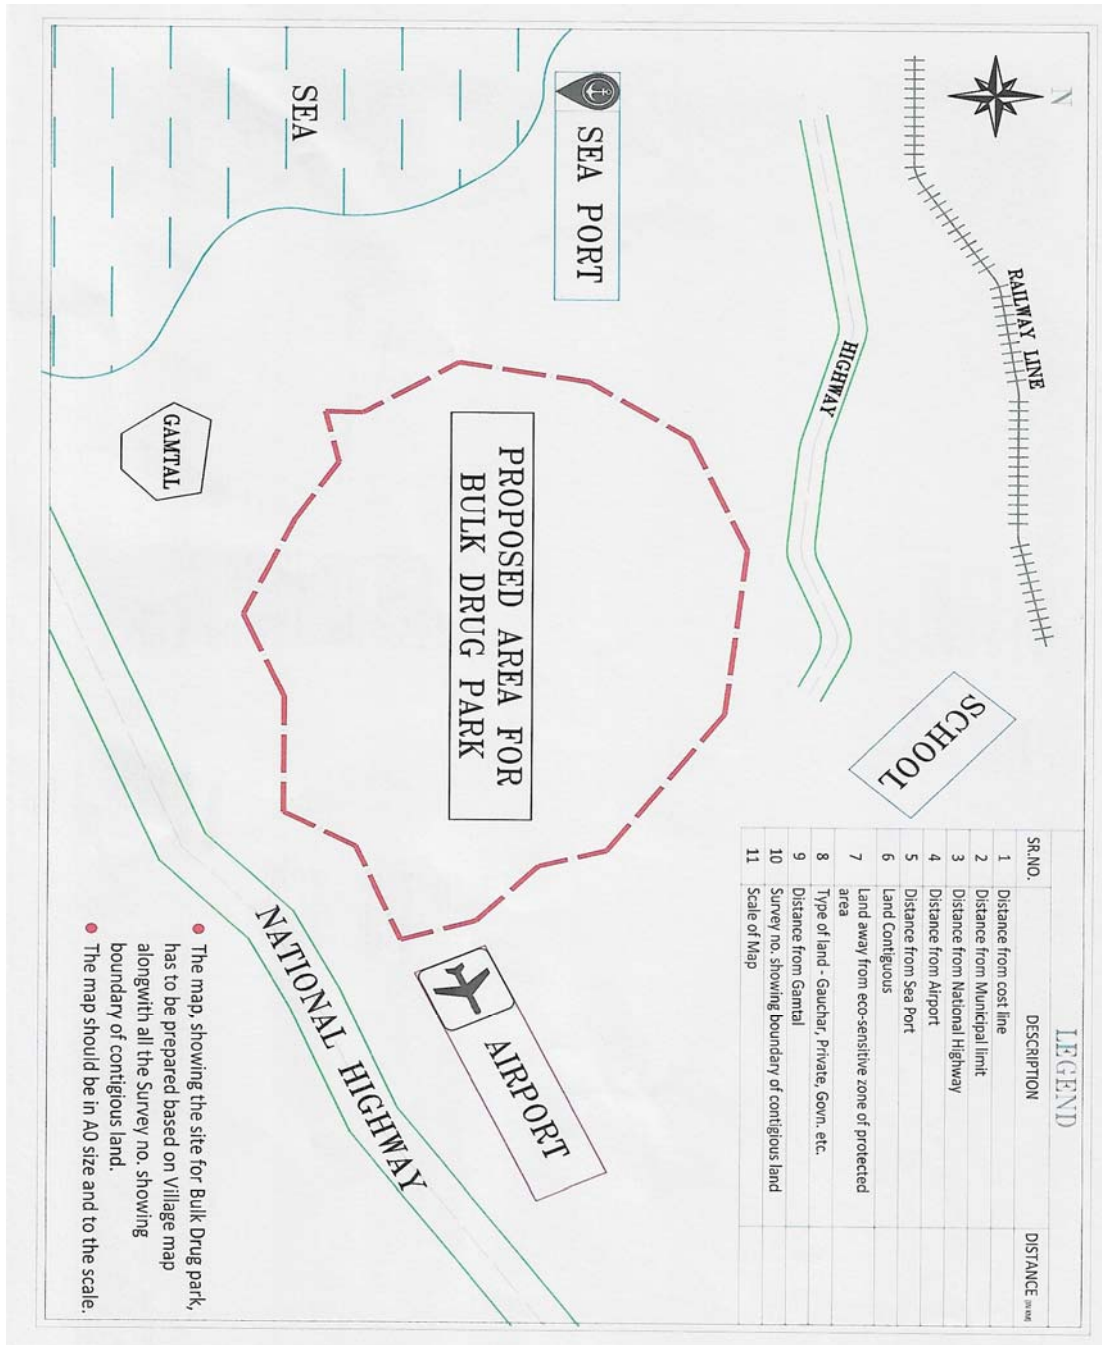 N
RAILWAY LINE
HIGHWAY
SEA PORT
SEA
SCHOOL
PROPOSED AREA FOR
BULK DRUG PARK
GAMTAL
AIRPORT
NATIONAL HIGHWAY
LEGEND
SR.NO. DESCRIPTION DISTANCE (IN KM)
1 Distance from cost line
2 Distance from Municipal limit
3 Distance from National Highway
4 Distance from Airport
5 Distance from Sea Port
6 Land Contiguous
7 Land away from eco-sensitive zone of protected
area
8 Type of land - Gauchar, Private, Govn. etc.
9 Distance from Gamtal
10 Survey no. showing boundary of contigious land
11 Scale of Map
The map, showing the site for Bulk Drug park,
has to be prepared based on Village map
alongwith all the Survey no. showing
boundary of contigious land.
The map should be in A0 size and to the scale.